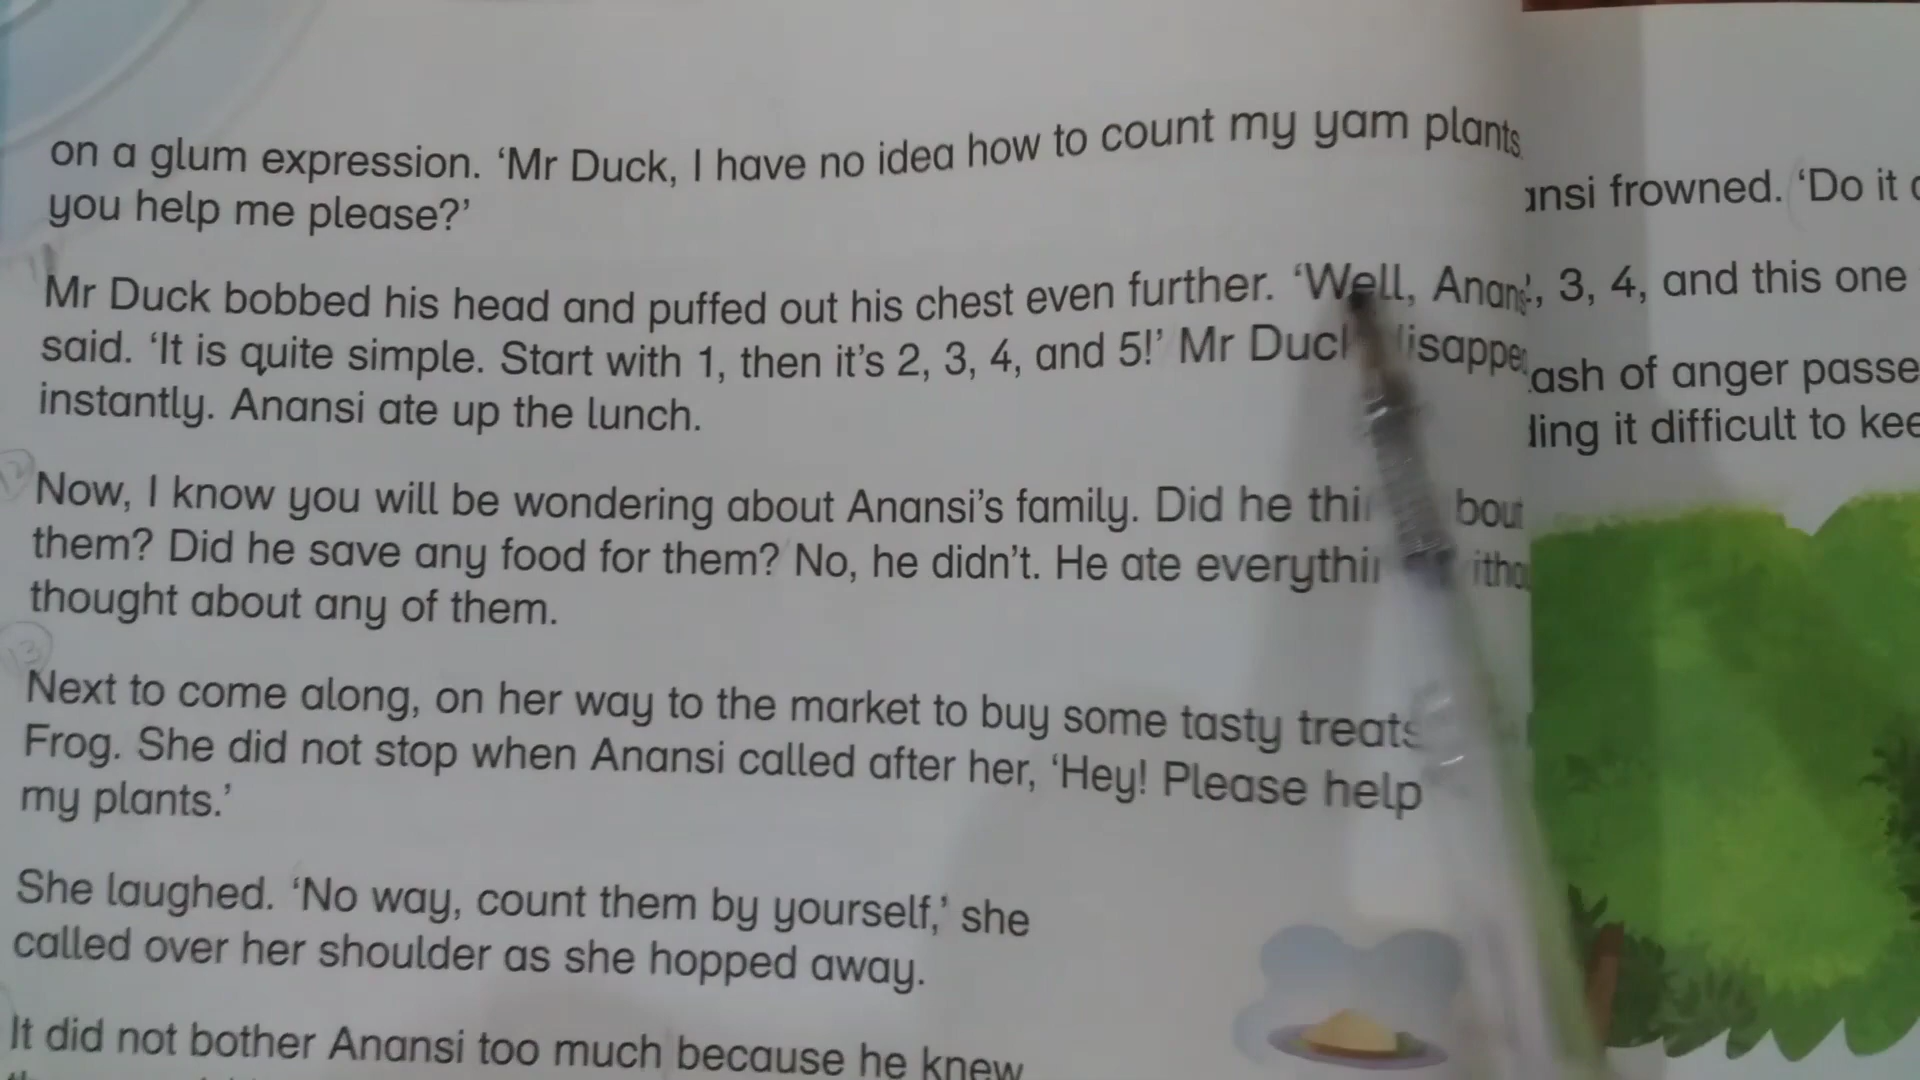 on a glum expression. ‘Mr Duck, I have no idea how to count my yam plants
you help me please?’
Mr Duck bobbed his head and puffed out his chest even further. ‘Well,
said. ‘It is quite simple. Start with 1, then it’s 2, 3, 4, and 5!’ Mr
instantly. Anansi ate up the lunch.
12
Now, I know you will be wondering about Anansi’s family. Did he
them? Did he save any food for them? No, he didn’t. He ate
thought about any of them.
13
Next to come along, on her way to the market to buy some tasty treats
Frog. She did not stop when Anansi called after her, ‘Hey! Please help
my plants.’
She laughed. ‘No way, count them by yourself,’ she
called over her shoulder as she hopped away.
It did not bother Anansi too much because he knew
frowned. ‘Do it
3, 4, and this one
of anger
it difficult to